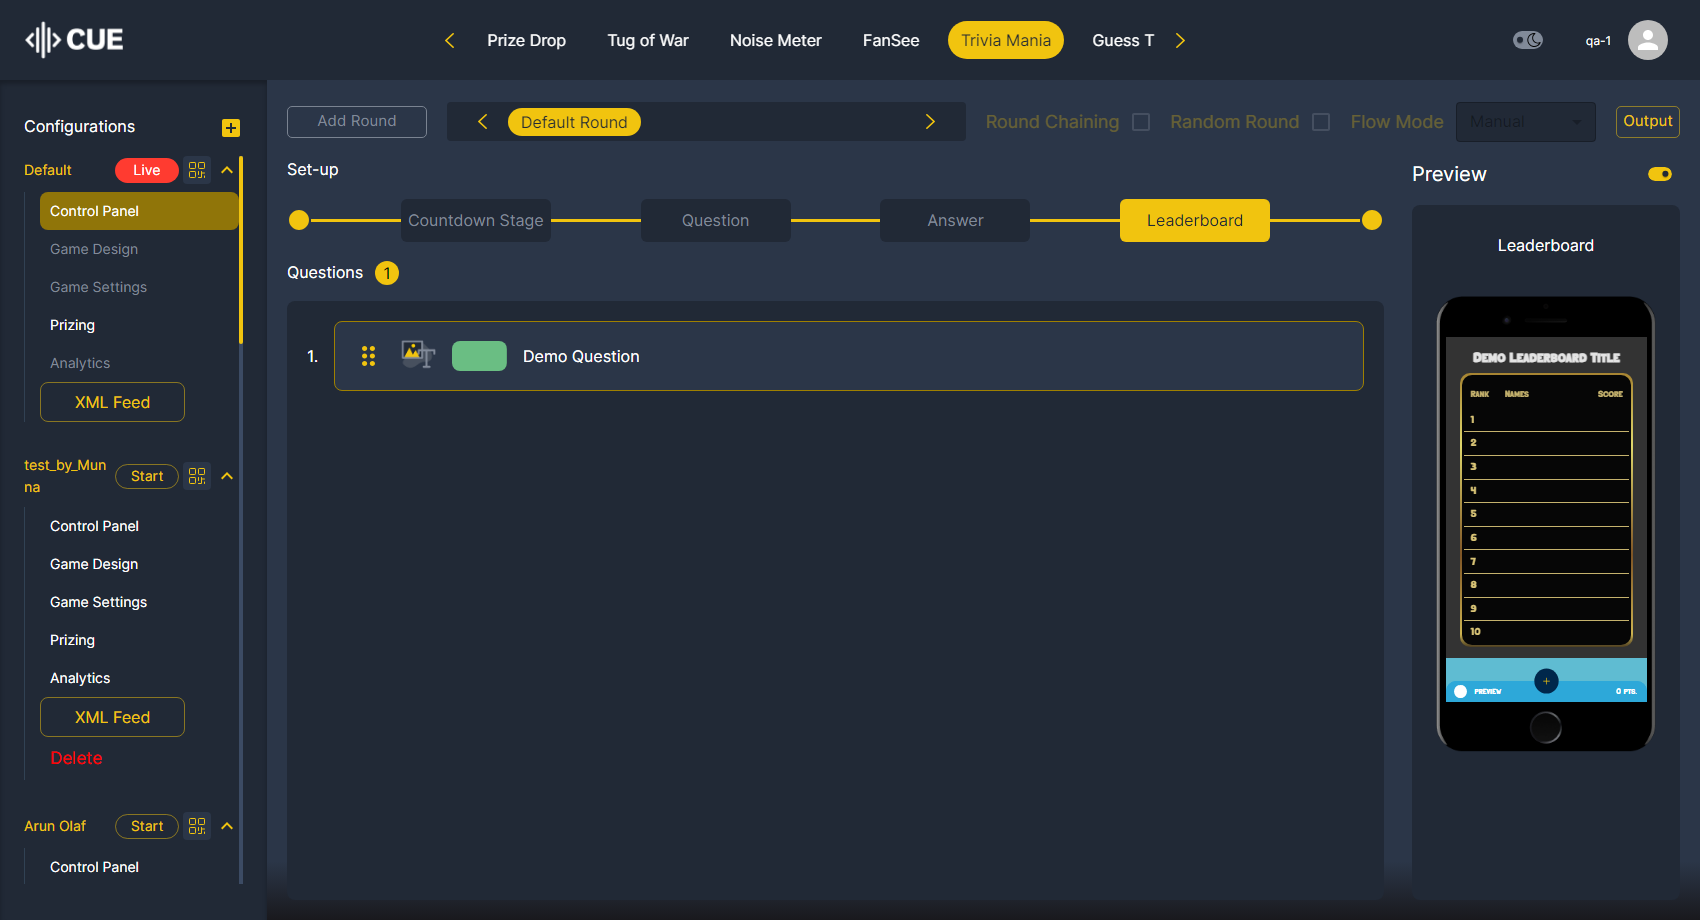 CUE
Prize Drop
Tug of War
Noise Meter
FanSee
Trivia Mania
Guess T
qa-1
Configurations
Default
Live
Control Panel
Game Design
Game Settings
Prizing
Analytics
XML Feed
test_by_Mun
na
Start
Control Panel
Game Design
Game Settings
Prizing
Analytics
XML Feed
Delete
Arun Olaf
Start
Control Panel
Add Round
Default Round
Round Chaining
Random Round
Flow Mode
Manual
Output
Set-up
Countdown Stage
Question
Answer
Leaderboard
Questions 1
1.
Demo Question
Preview
Leaderboard
Demo Leaderboard Title
Rank Names Score
1
2
3
4
5
6
7
8
9
10
PREVIEW
0 PTS.